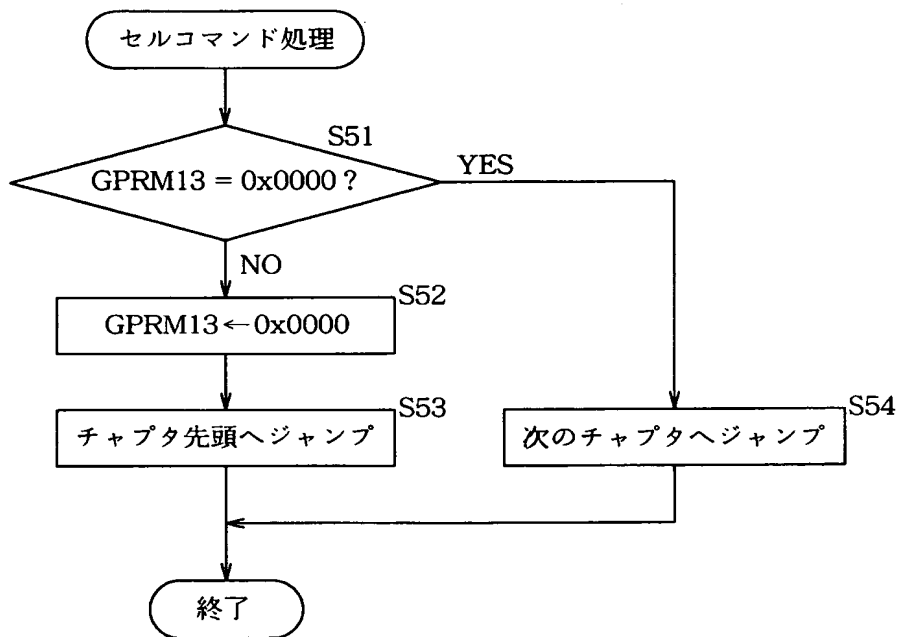 セルコマンド処理
S51
GPRM13 = 0x0000 ?
YES
NO
S52
GPRM13←0x0000
S53
チャプタ先頭へジャンプ
S54
次のチャプタへジャンプ
終了